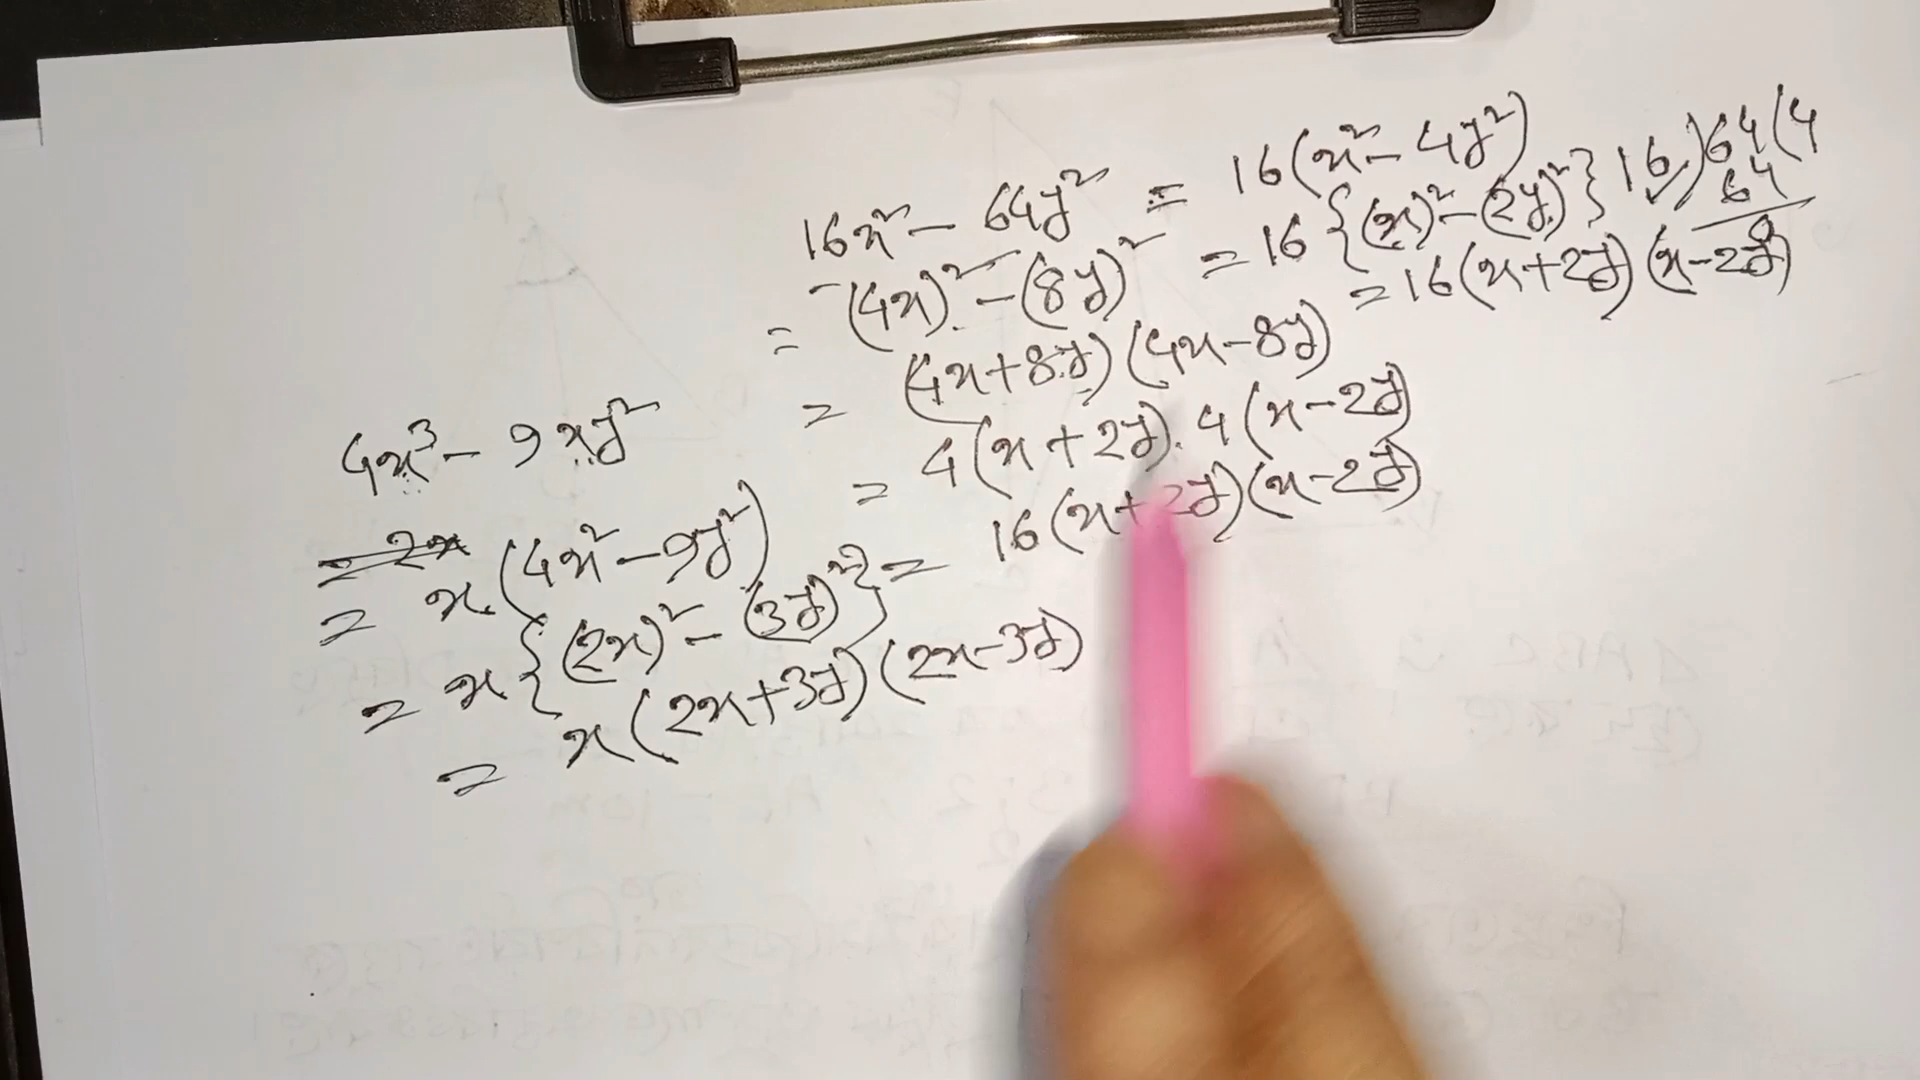 16x² - 64y² = 16(x² - 4y²)
= (4x)² - (8y)² = 16{(x)² - (2y)²}
= (4x+8y)(4x-8y) = 16(x+2y)(x-2y)
= 4(x+2y).4(x-2y)
= 16(x+2y)(x-2y)
16)64(4
64
0
4x³ - 9xy²
= x(4x² - 9y²)
= x{(2x)² - (3y)²}
= x(2x+3y)(2x-3y)